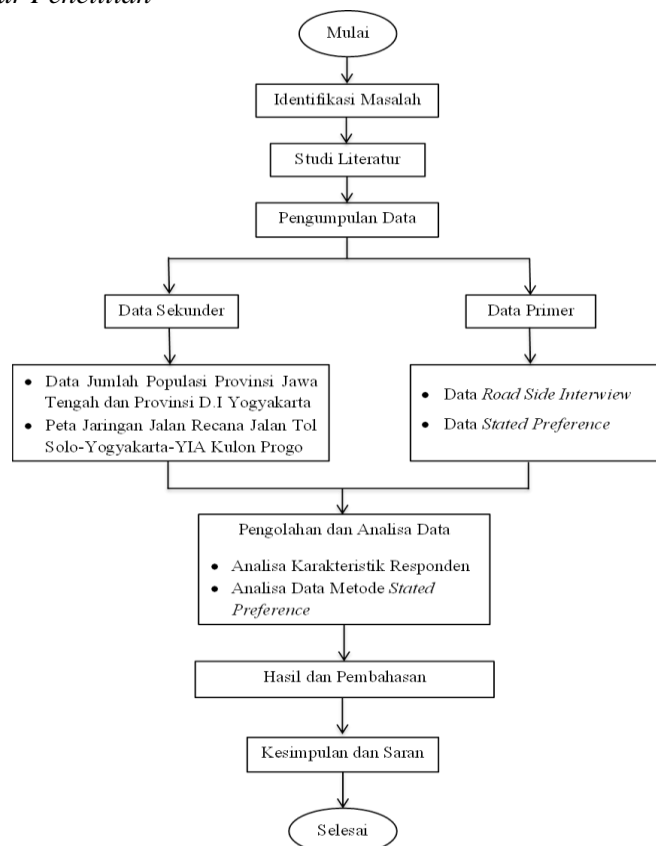 Mulai
Identifikasi Masalah
Studi Literatur
Pengumpulan Data
Data Sekunder
Data Primer
• Data Jumlah Populasi Provinsi Jawa
Tengah dan Provinsi D.I Yogyakarta
• Peta Jaringan Jalan Recana Jalan Tol
Solo-Yogyakarta-YIA Kulon Progo
• Data Road Side Interwiew
• Data Stated Preference
Pengolahan dan Analisa Data
• Analisa Karakteristik Responden
• Analisa Data Metode Stated
Preference
Hasil dan Pembahasan
Kesimpulan dan Saran
Selesai